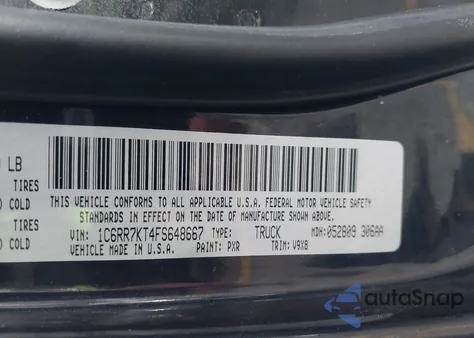 LB
TIRES
COLD
TIRES
COLD
THIS VEHICLE CONFORMS TO ALL APPLICABLE U.S.A. FEDERAL MOTOR VEHICLE SAFETY
STANDARDS IN EFFECT ON THE DATE OF MANUFACTURE SHOWN ABOVE.
VIN: 1C6RR7KT4FS648667 TYPE: TRUCK MDH: 052809 306AA
VEHICLE MADE IN U.S.A. PAINT: PXR TRIM: V9X8
autoSnap